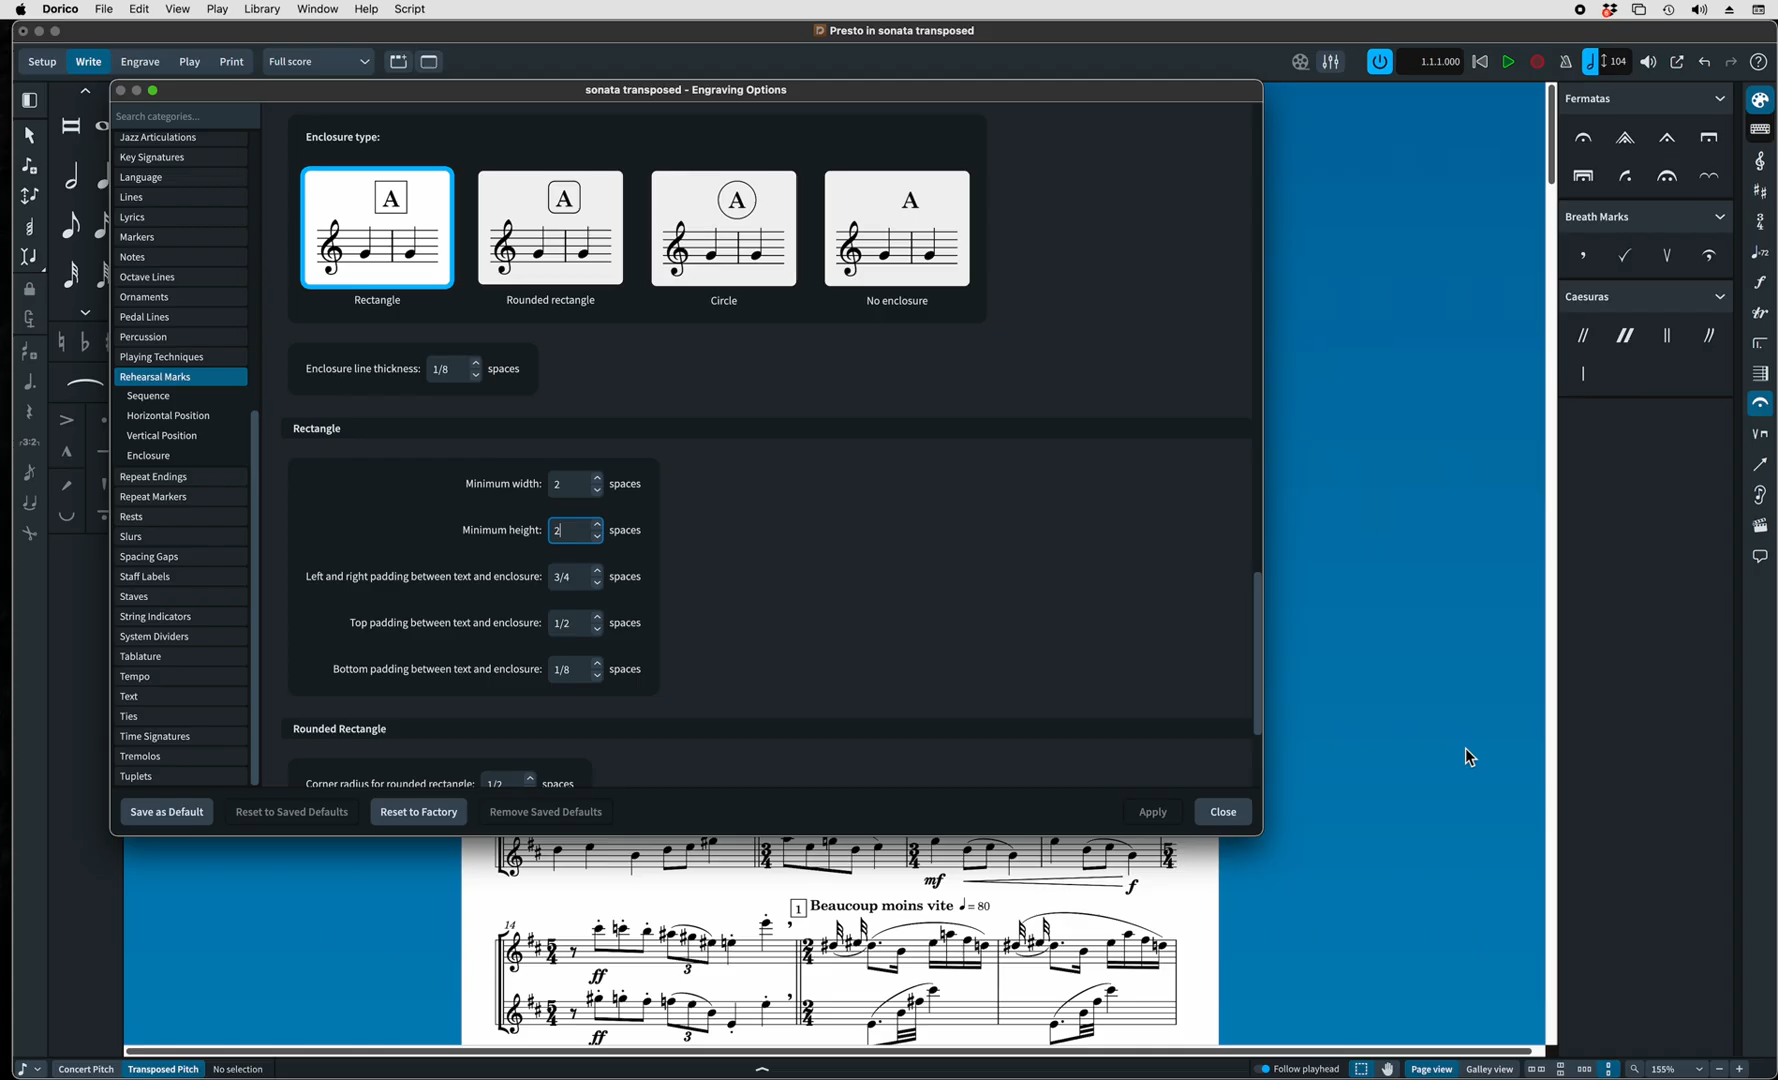 Dorico File Edit View Play Library Window Help Script
Presto in sonata transposed
Setup Write Engrave Play Print Full score 1.1.1.000 104
sonata transposed - Engraving Options
Search categories...
Jazz Articulations
Key Signatures
Language
Lines
Lyrics
Markers
Notes
Octave Lines
Ornaments
Pedal Lines
Percussion
Playing Techniques
Rehearsal Marks
Sequence
Horizontal Position
Vertical Position
Enclosure
Repeat Endings
Repeat Markers
Rests
Slurs
Spacing Gaps
Staff Labels
Staves
String Indicators
System Dividers
Tablature
Tempo
Text
Ties
Time Signatures
Tremolos
Tuplets
Enclosure type:
A A A A
Rectangle Rounded rectangle Circle No enclosure
Enclosure line thickness: 1/8 spaces
Rectangle
Minimum width: 2 spaces
Minimum height: 2 spaces
Left and right padding between text and enclosure: 3/4 spaces
Top padding between text and enclosure: 1/2 spaces
Bottom padding between text and enclosure: 1/8 spaces
Rounded Rectangle
Corner radius for rounded rectangle: 1/2 spaces
Save as Default Reset to Saved Defaults Reset to Factory Remove Saved Defaults Apply Close
Fermatas
Breath Marks
Caesuras
mf f
1 Beaucoup moins vite ♩= 80
14
3
ff
3
ff
Chord Pitch Transposed Pitch No selection Follow playhead Page view Galley view 155%